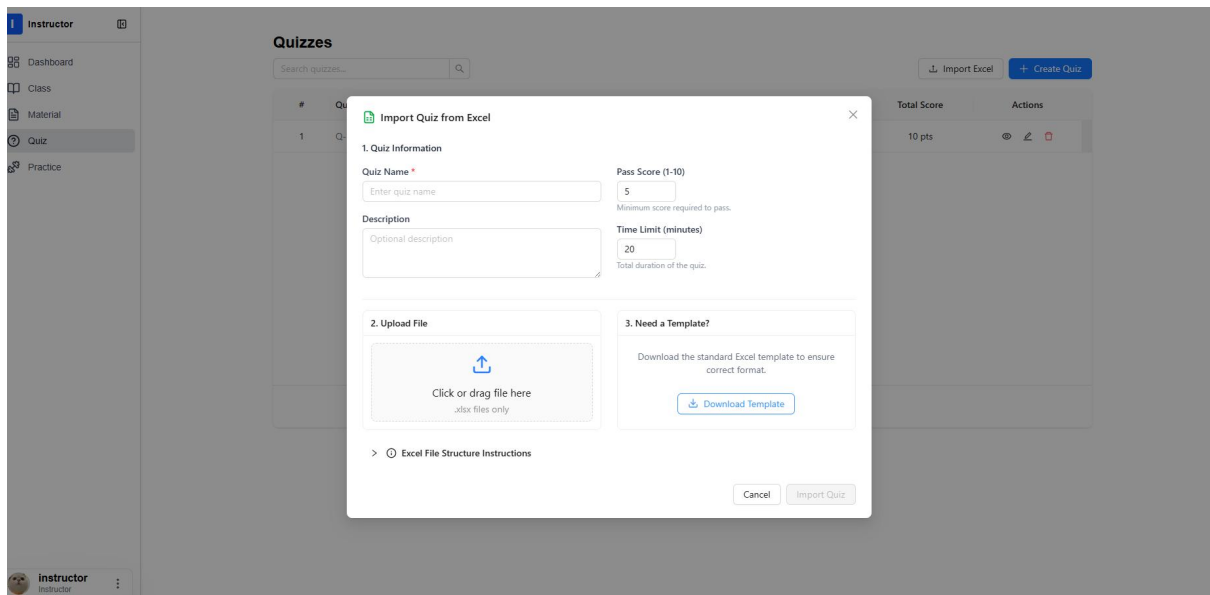 I Instructor
Dashboard
Class
Material
Quiz
Practice
instructor
Instructor
Quizzes
Search quizzes...
Import Excel
+ Create Quiz
# Qu Total Score Actions
1 Q- 10 pts
Import Quiz from Excel
1. Quiz Information
Quiz Name *
Enter quiz name
Description
Optional description
Pass Score (1-10)
5
Minimum score required to pass.
Time Limit (minutes)
20
Total duration of the quiz.
2. Upload File
Click or drag file here
.xlsx files only
3. Need a Template?
Download the standard Excel template to ensure
correct format.
Download Template
Excel File Structure Instructions
Cancel
Import Quiz